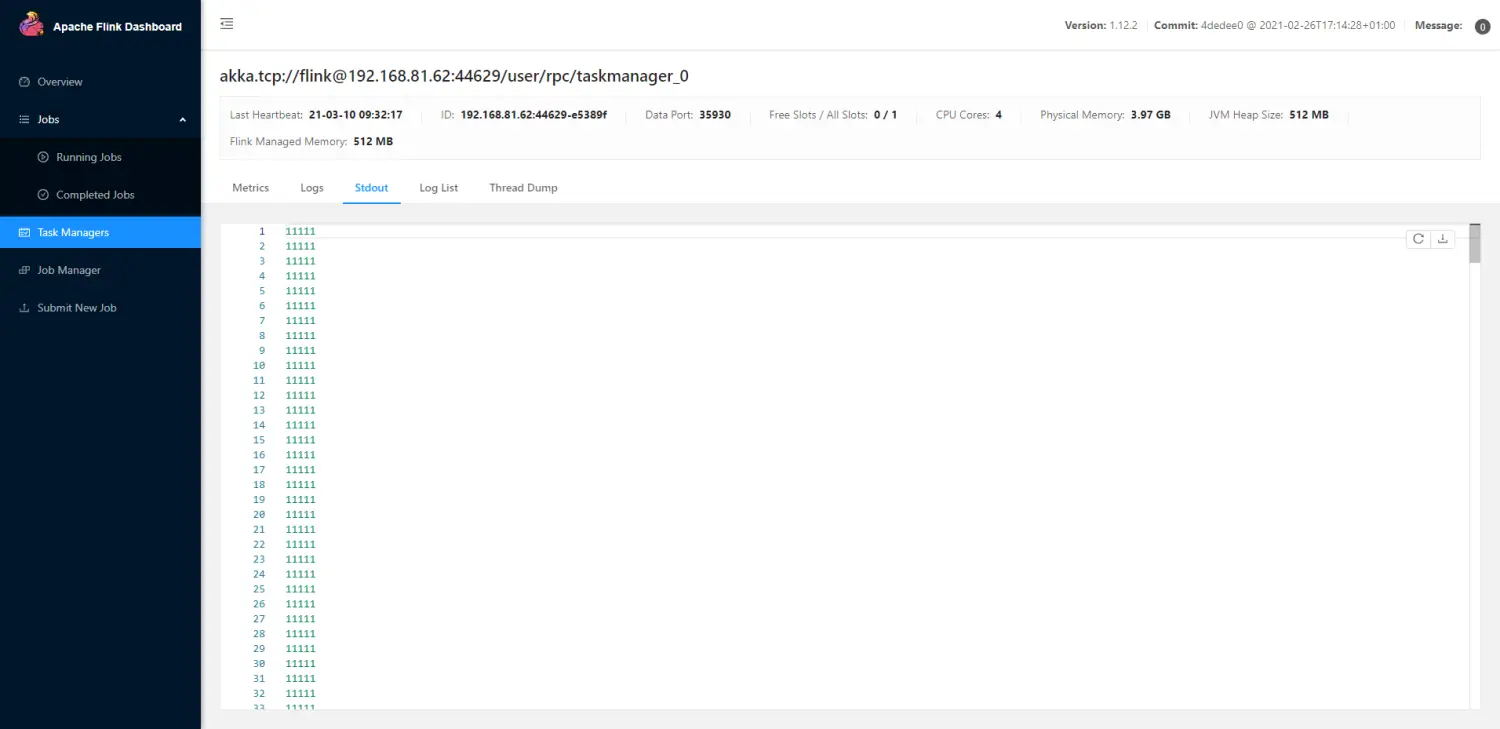 Apache Flink Dashboard
Version: 1.12.2 Commit: 4dedee0 @ 2021-02-26T17:14:28+01:00 Message: 0
Overview
Jobs
Running Jobs
Completed Jobs
Task Managers
Job Manager
Submit New Job
akka.tcp://flink@192.168.81.62:44629/user/rpc/taskmanager_0
Last Heartbeat: 21-03-10 09:32:17 ID: 192.168.81.62:44629-e5389f Data Port: 35930 Free Slots / All Slots: 0 / 1 CPU Cores: 4 Physical Memory: 3.97 GB JVM Heap Size: 512 MB
Flink Managed Memory: 512 MB
Metrics Logs Stdout Log List Thread Dump
1 11111
2 11111
3 11111
4 11111
5 11111
6 11111
7 11111
8 11111
9 11111
10 11111
11 11111
12 11111
13 11111
14 11111
15 11111
16 11111
17 11111
18 11111
19 11111
20 11111
21 11111
22 11111
23 11111
24 11111
25 11111
26 11111
27 11111
28 11111
29 11111
30 11111
31 11111
32 11111
33 11111